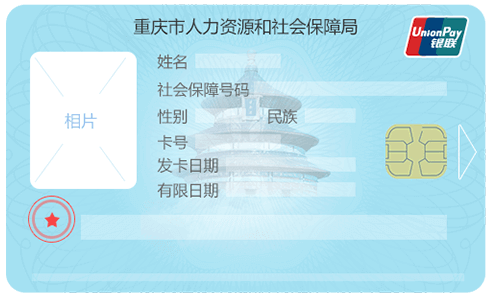 重庆市人力资源和社会保障局
UnionPay
银联
姓名
社会保障号码
性别 民族
相片
卡号
发卡日期
有限日期